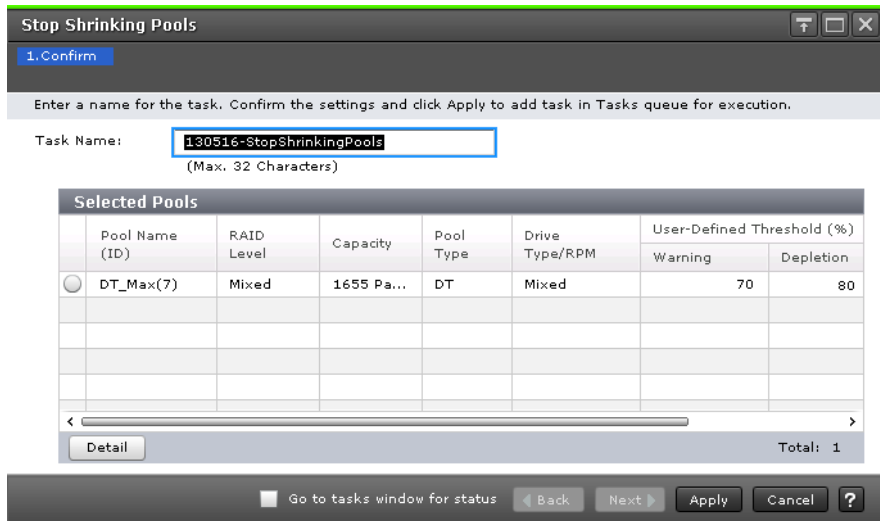 Stop Shrinking Pools
1.Confirm
Enter a name for the task. Confirm the settings and click Apply to add task in Tasks queue for execution.
Task Name: 130516-StopShrinkingPools
(Max. 32 Characters)
Selected Pools
Pool Name (ID) RAID Level Capacity Pool Type Drive Type/RPM User-Defined Threshold (%)
Warning Depletion
DT_Max(7) Mixed 1655 Pa... DT Mixed 70 80
Detail Total: 1
Go to tasks window for status Back Next Apply Cancel ?